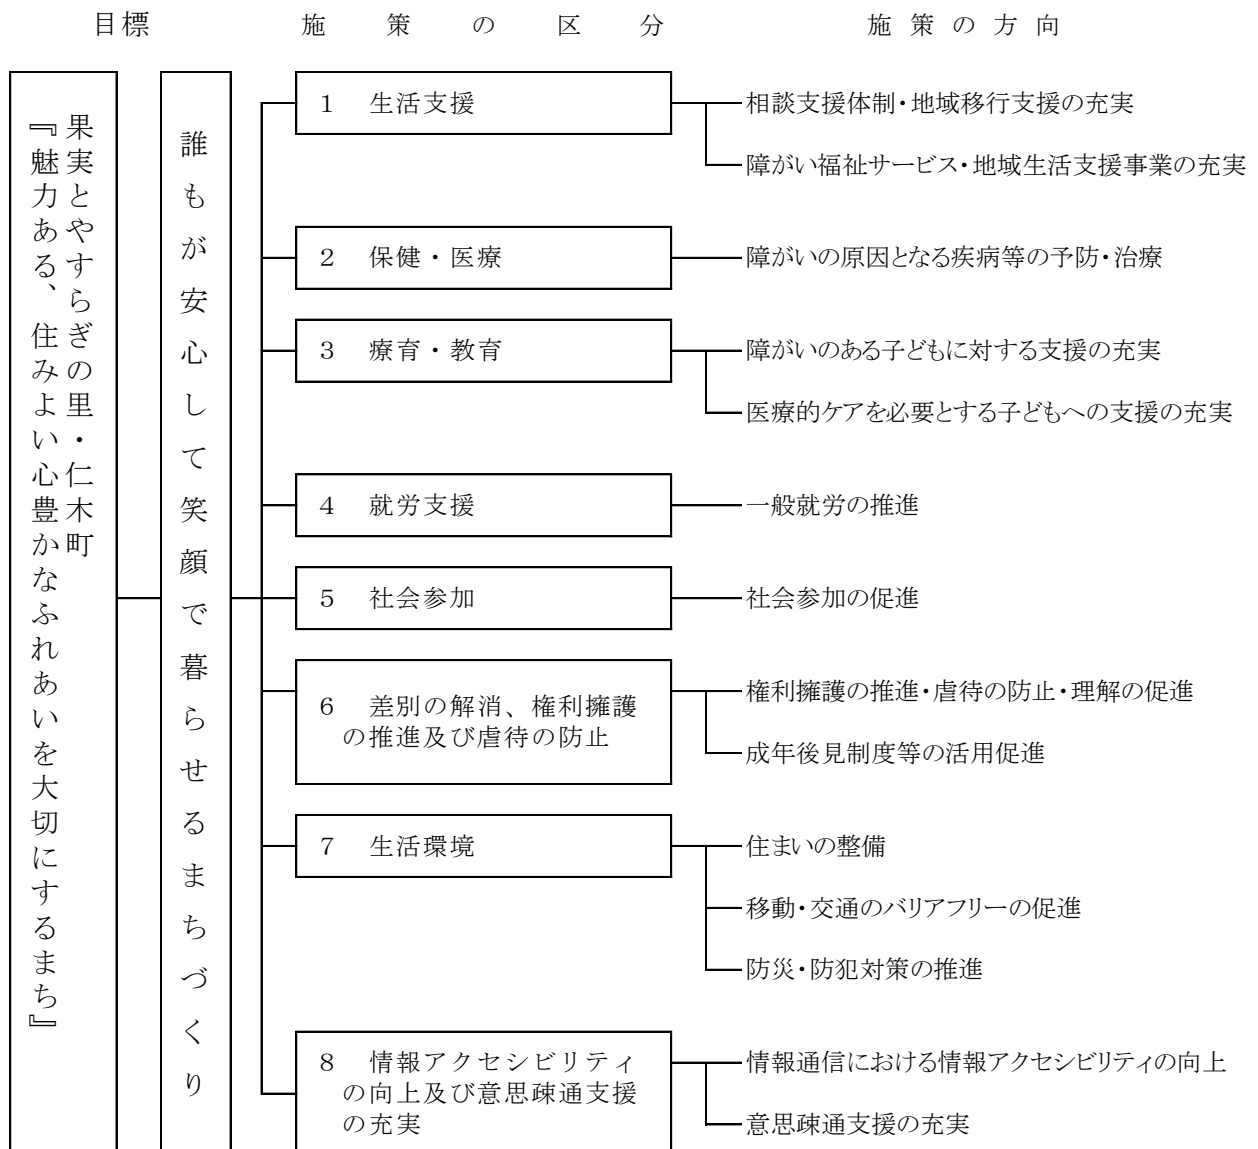 目標
施策の区分
施策の方向
果実とやすらぎの里・仁木町
『魅力ある、住みよい心豊かなふれあいを大切にするまち』
誰もが安心して笑顔で暮らせるまちづくり
1 生活支援
相談支援体制・地域移行支援の充実
障がい福祉サービス・地域生活支援事業の充実
2 保健・医療
障がいの原因となる疾病等の予防・治療
3 療育・教育
障がいのある子どもに対する支援の充実
医療的ケアを必要とする子どもへの支援の充実
4 就労支援
一般就労の推進
5 社会参加
社会参加の促進
6 差別の解消、権利擁護
の推進及び虐待の防止
権利擁護の推進・虐待の防止・理解の促進
成年後見制度等の活用促進
7 生活環境
住まいの整備
移動・交通のバリアフリーの促進
防災・防犯対策の推進
8 情報アクセシビリティ
の向上及び意思疎通支援
の充実
情報通信における情報アクセシビリティの向上
意思疎通支援の充実